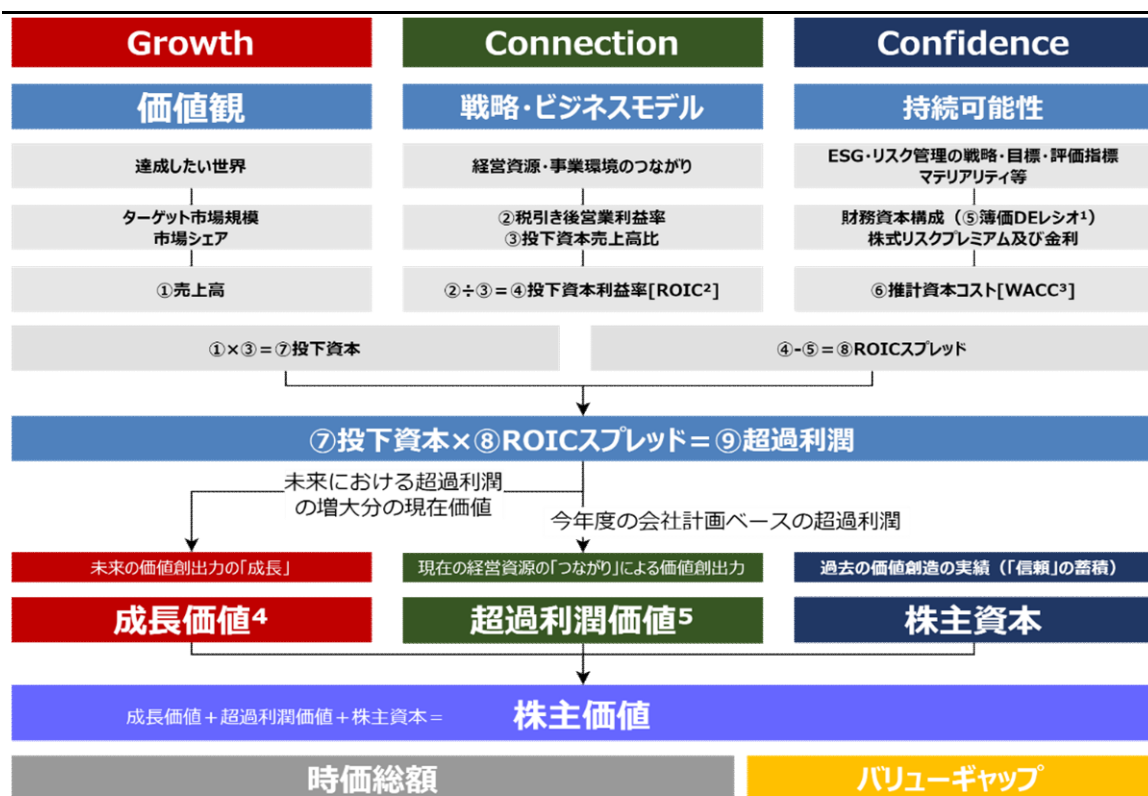 Growth
Connection
Confidence
価値観
戦略・ビジネスモデル
持続可能性
達成したい世界
経営資源・事業環境のつながり
ESG・リスク管理の戦略・目標・評価指標
マテリアリティ等
ターゲット市場規模
市場シェア
②税引き後営業利益率
③投下資本売上高比
財務資本構成（⑤簿価DEレシオ¹）
株式リスクプレミアム及び金利
①売上高
②÷③＝④投下資本利益率[ROIC²]
⑥推計資本コスト[WACC³]
①×③＝⑦投下資本
④-⑤＝⑧ROICスプレッド
⑦投下資本×⑧ROICスプレッド＝⑨超過利潤
未来における超過利潤
の増大分の現在価値
今年度の会社計画ベースの超過利潤
未来の価値創出力の「成長」
現在の経営資源の「つながり」による価値創出力
過去の価値創造の実績（「信頼」の蓄積）
成長価値⁴
超過利潤価値⁵
株主資本
成長価値＋超過利潤価値＋株主資本＝ 株主価値
時価総額
バリューギャップ